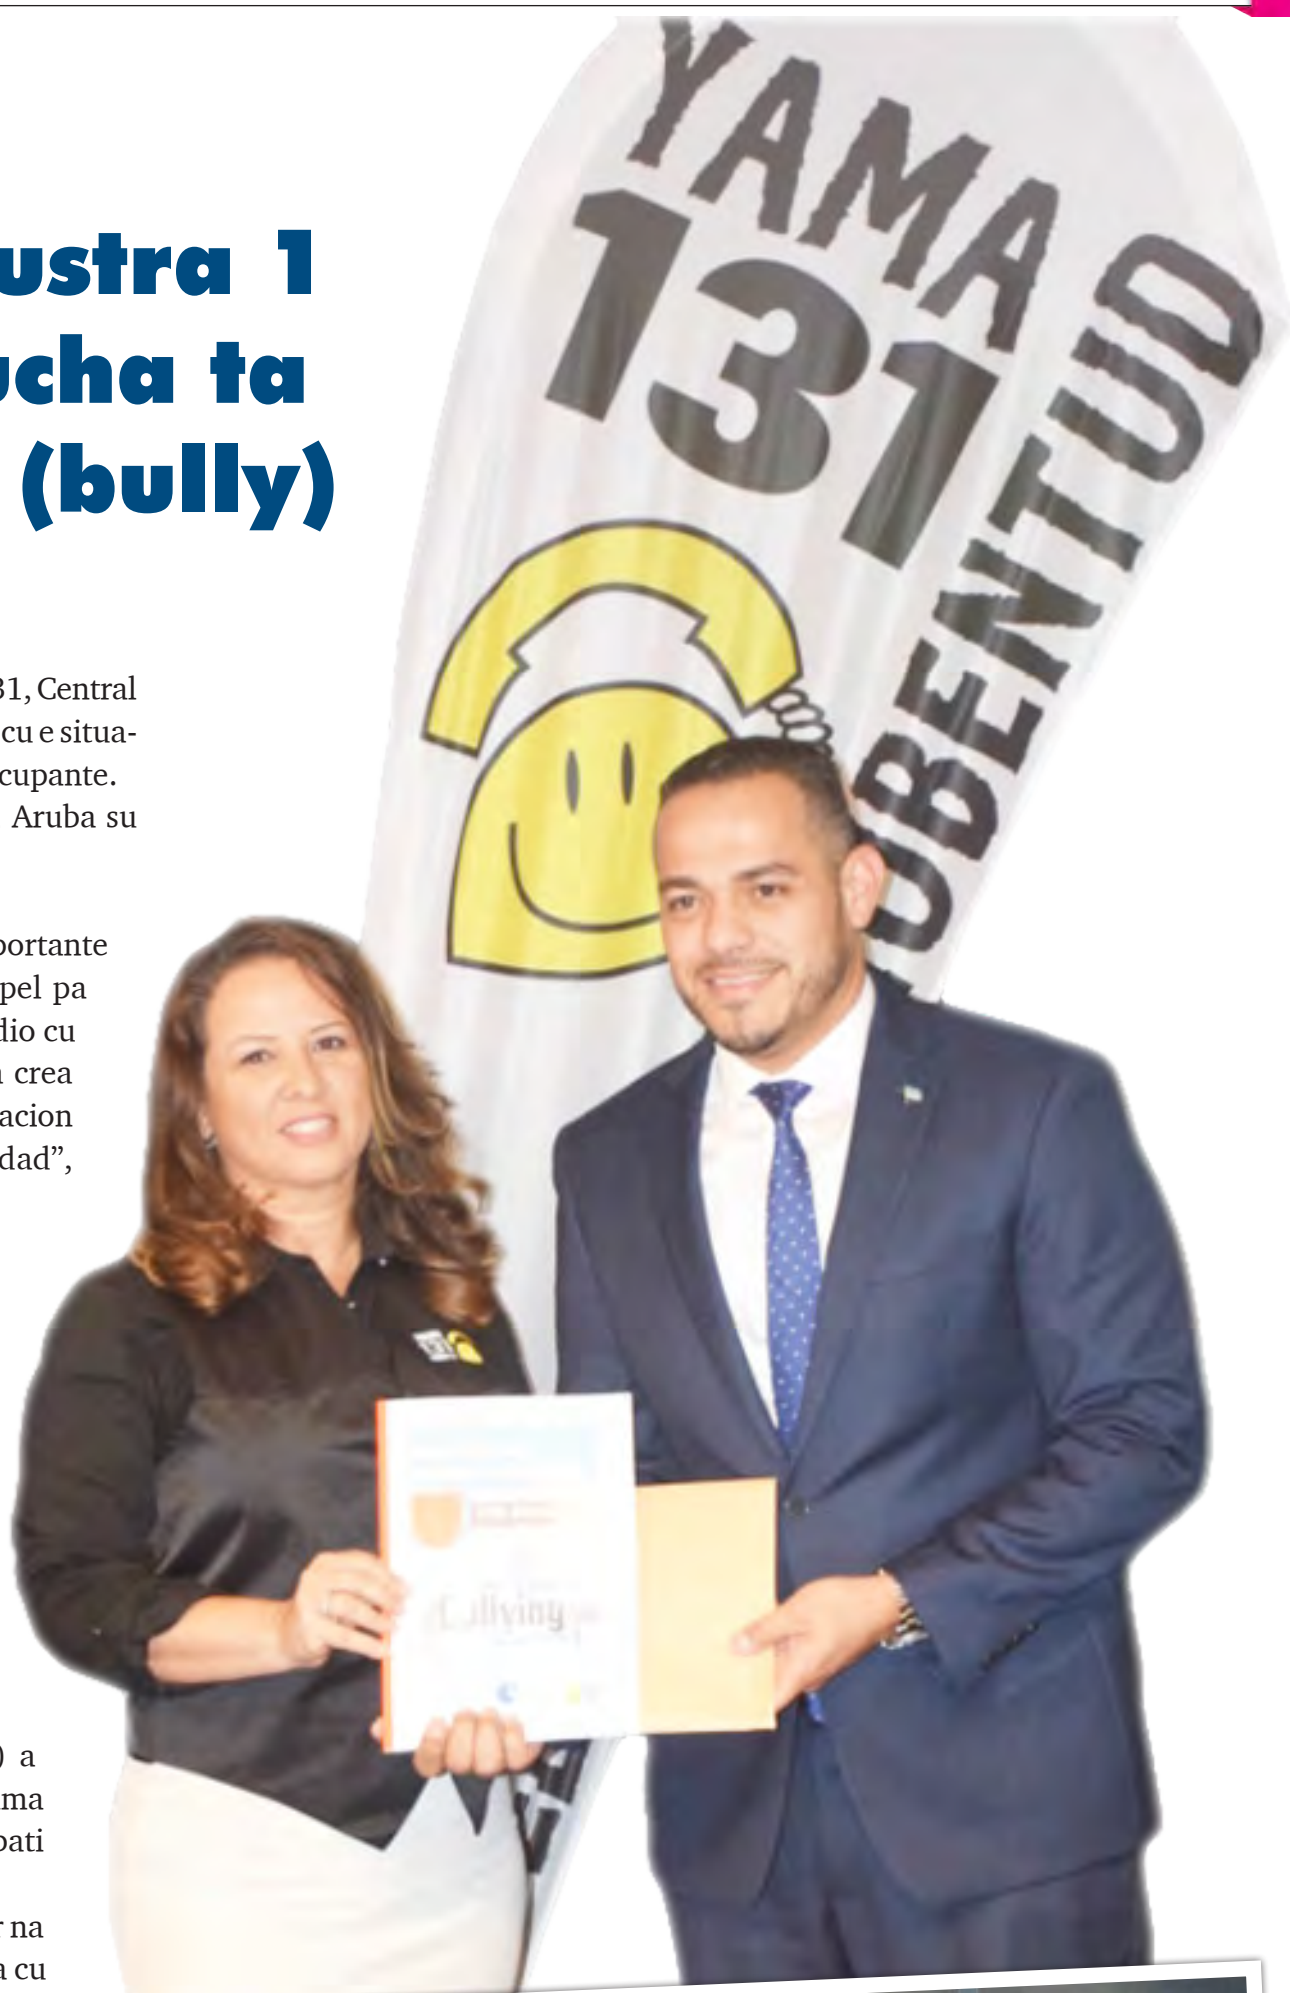 ustra 1
ucha ta
(bully)
31, Central
cu e situa-
cupante.
Aruba su
portante
pel pa
dio cu
crea
acion
dad”,
) a
ma
pati
r na
a cu
YAMA
131
JOBENTUD
131